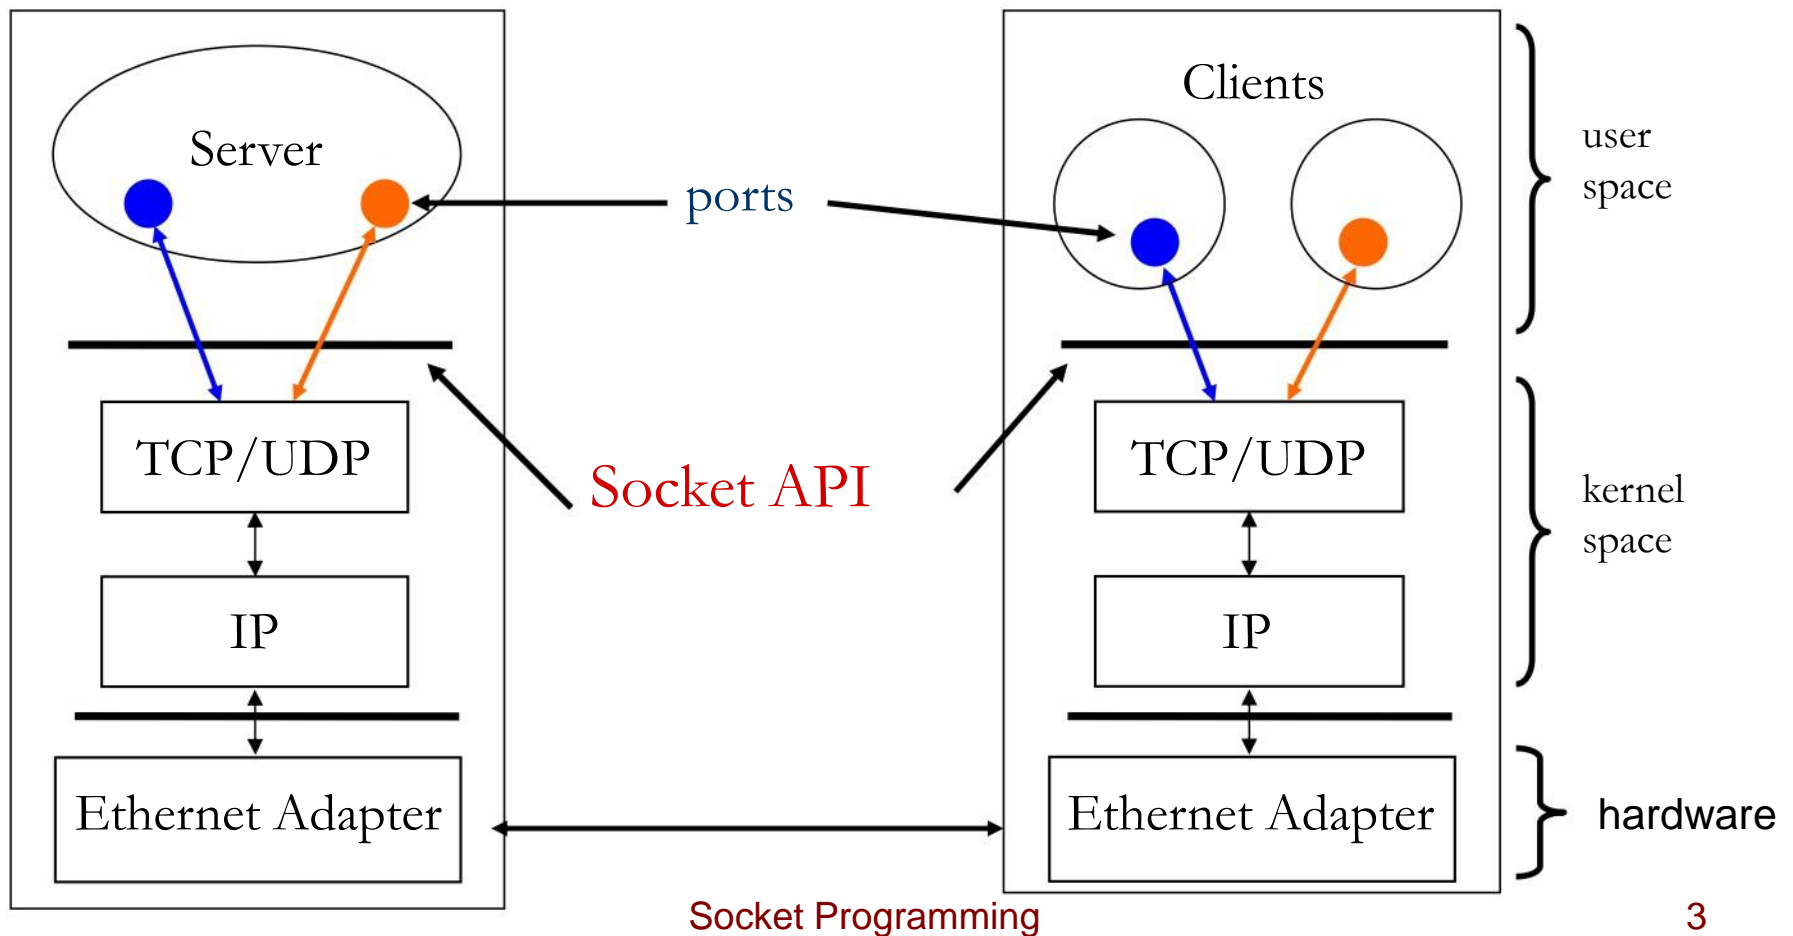 Clients
Server
ports
user
space
TCP/UDP
Socket API
TCP/UDP
kernel
space
IP
IP
Ethernet Adapter
Ethernet Adapter
hardware
Socket Programming
3